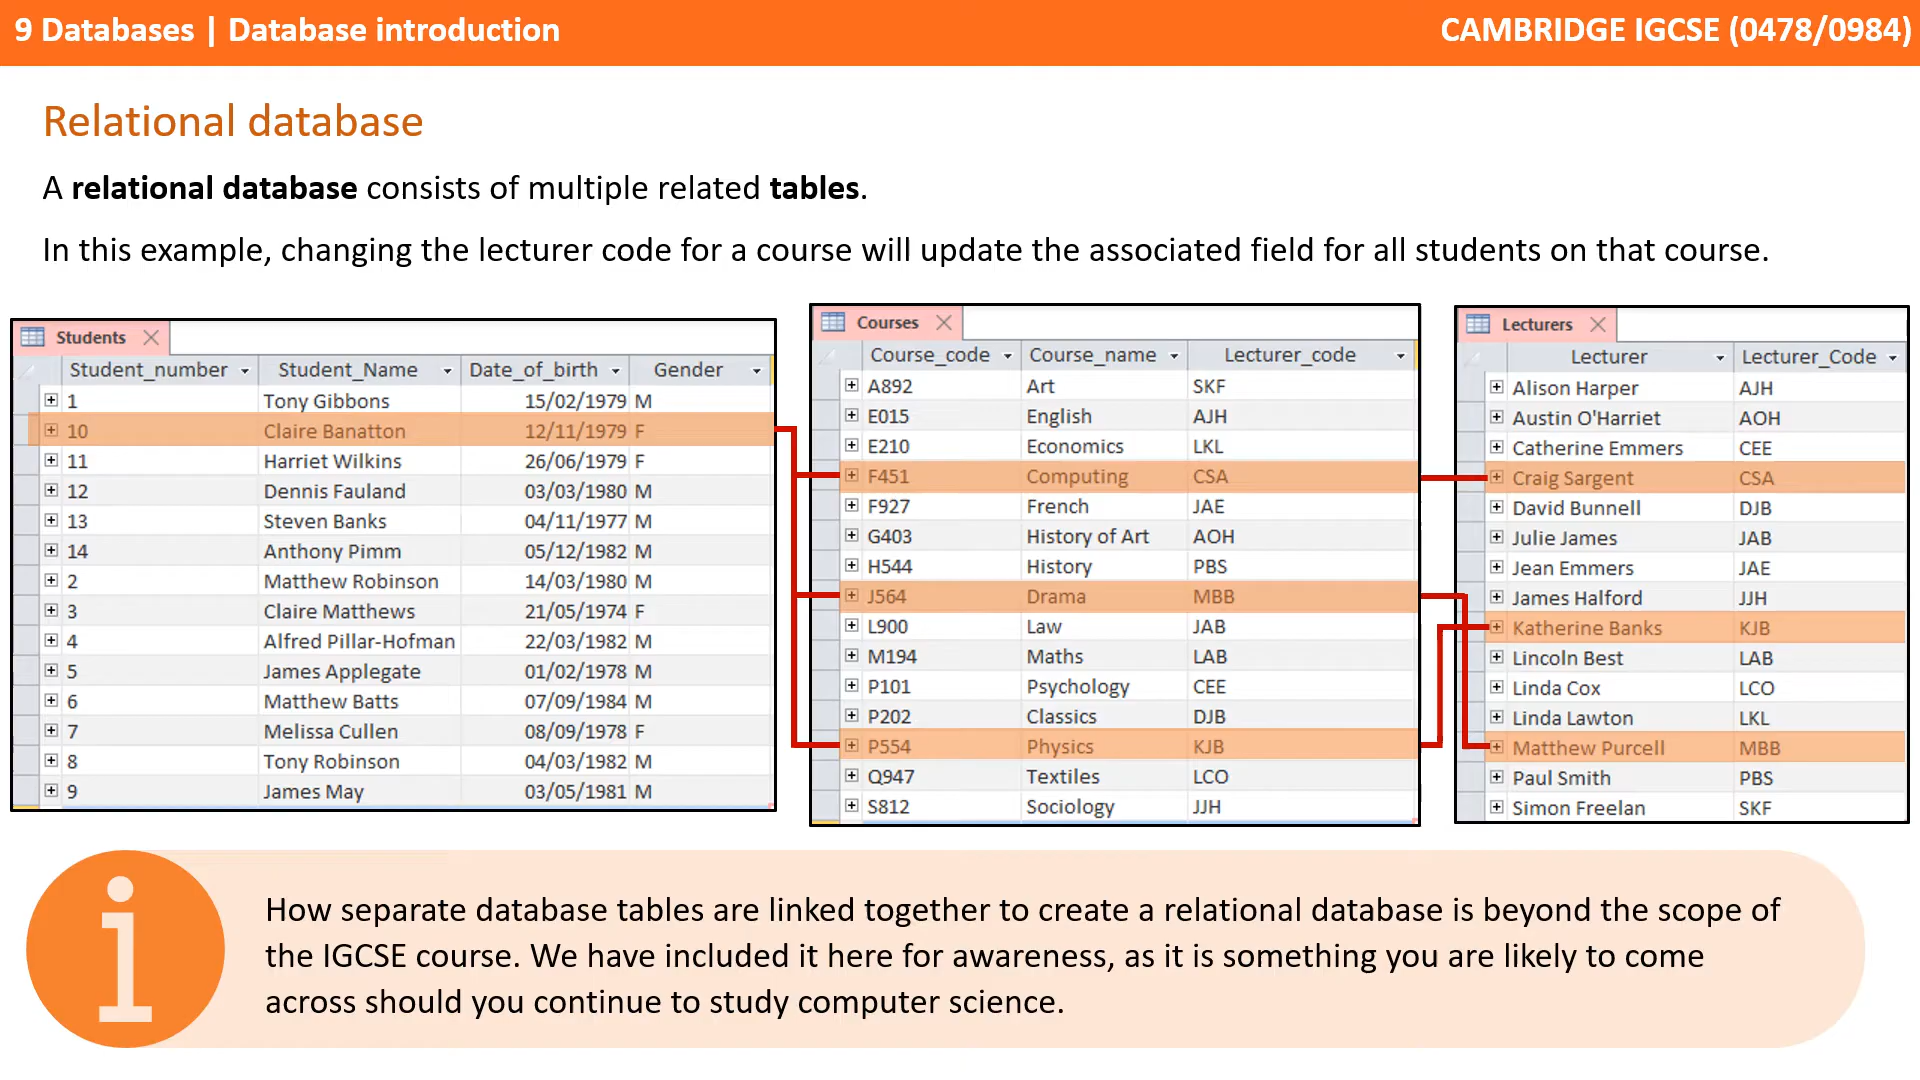 9 Databases | Database introduction
CAMBRIDGE IGCSE (0478/0984)
Relational database
A relational database consists of multiple related tables.
In this example, changing the lecturer code for a course will update the associated field for all students on that course.
Students
Student_number Student_Name Date_of_birth Gender
1 Tony Gibbons 15/02/1979 M
10 Claire Banatton 12/11/1979 F
11 Harriet Wilkins 26/06/1979 F
12 Dennis Fauland 03/03/1980 M
13 Steven Banks 04/11/1977 M
14 Anthony Pimm 05/12/1982 M
2 Matthew Robinson 14/03/1980 M
3 Claire Matthews 21/05/1974 F
4 Alfred Pillar-Hofman 22/03/1982 M
5 James Applegate 01/02/1978 M
6 Matthew Batts 07/09/1984 M
7 Melissa Cullen 08/09/1978 F
8 Tony Robinson 04/03/1982 M
9 James May 03/05/1981 M
Courses
Course_code Course_name Lecturer_code
A892 Art SKF
E015 English AJH
E210 Economics LKL
F451 Computing CSA
F927 French JAE
G403 History of Art AOH
H544 History PBS
J564 Drama MBB
L900 Law JAB
M194 Maths LAB
P101 Psychology CEE
P202 Classics DJB
P554 Physics KJB
Q947 Textiles LCO
S812 Sociology JJH
Lecturers
Lecturer Lecturer_Code
Alison Harper AJH
Austin O'Harriet AOH
Catherine Emmers CEE
Craig Sargent CSA
David Bunnell DJB
Julie James JAB
Jean Emmers JAE
James Halford JJH
Katherine Banks KJB
Lincoln Best LAB
Linda Cox LCO
Linda Lawton LKL
Matthew Purcell MBB
Paul Smith PBS
Simon Freelan SKF
How separate database tables are linked together to create a relational database is beyond the scope of
the IGCSE course. We have included it here for awareness, as it is something you are likely to come
across should you continue to study computer science.